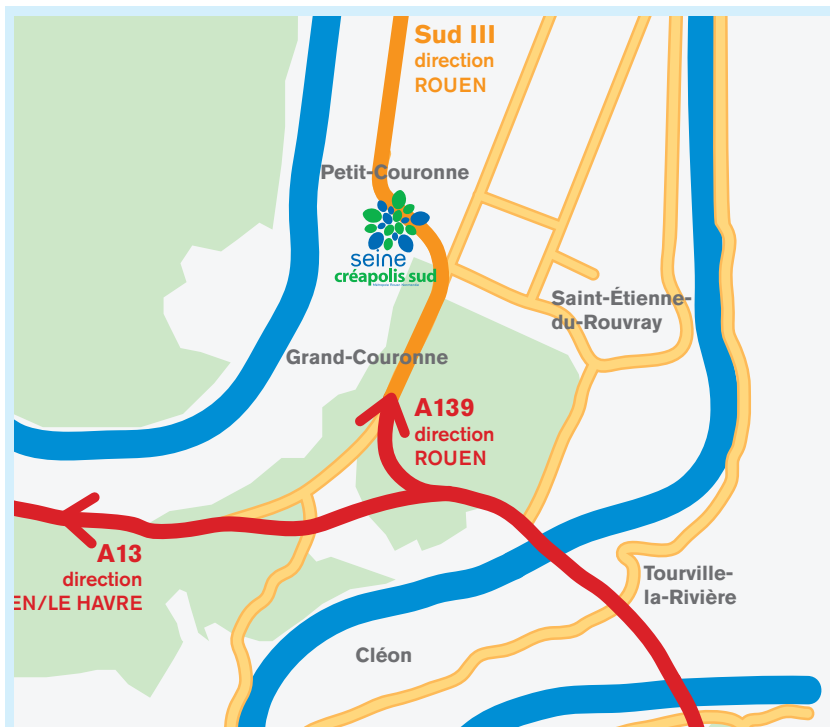 Sud III
direction
ROUEN
Petit-Couronne
seine
créapolis sud
Saint-Étienne-
du-Rouvray
Grand-Couronne
A139
direction
ROUEN
A13
direction
EN/LE HAVRE
Tourville-
la-Rivière
Cléon